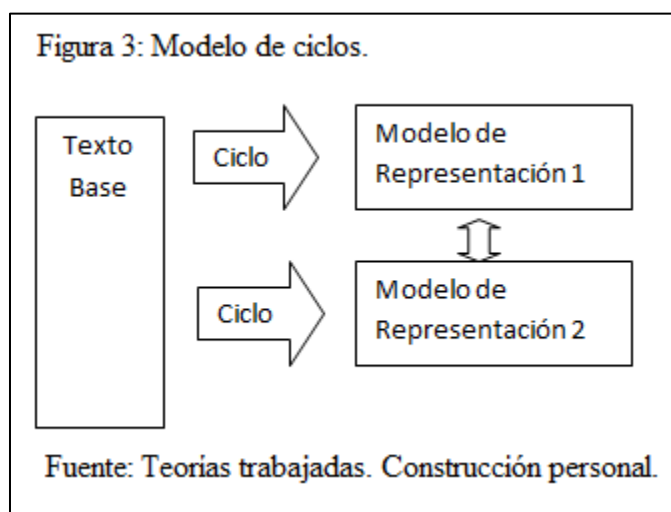 Figura 3: Modelo de ciclos.
Texto
Base
Ciclo
Modelo de
Representación 1
Ciclo
Modelo de
Representación 2
Fuente: Teorías trabajadas. Construcción personal.